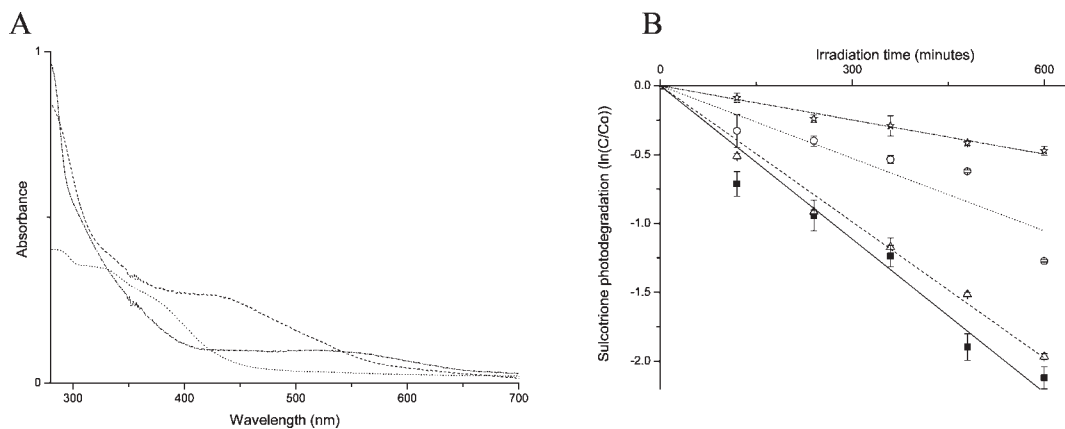 A
1
Absorbance
0
300 400 500 600 700
Wavelength (nm)
B
Irradiation time (minutes)
0 300 600
0.0
-0.5
-1.0
-1.5
-2.0
Sulcotrione photodegradation (ln(C/Co))